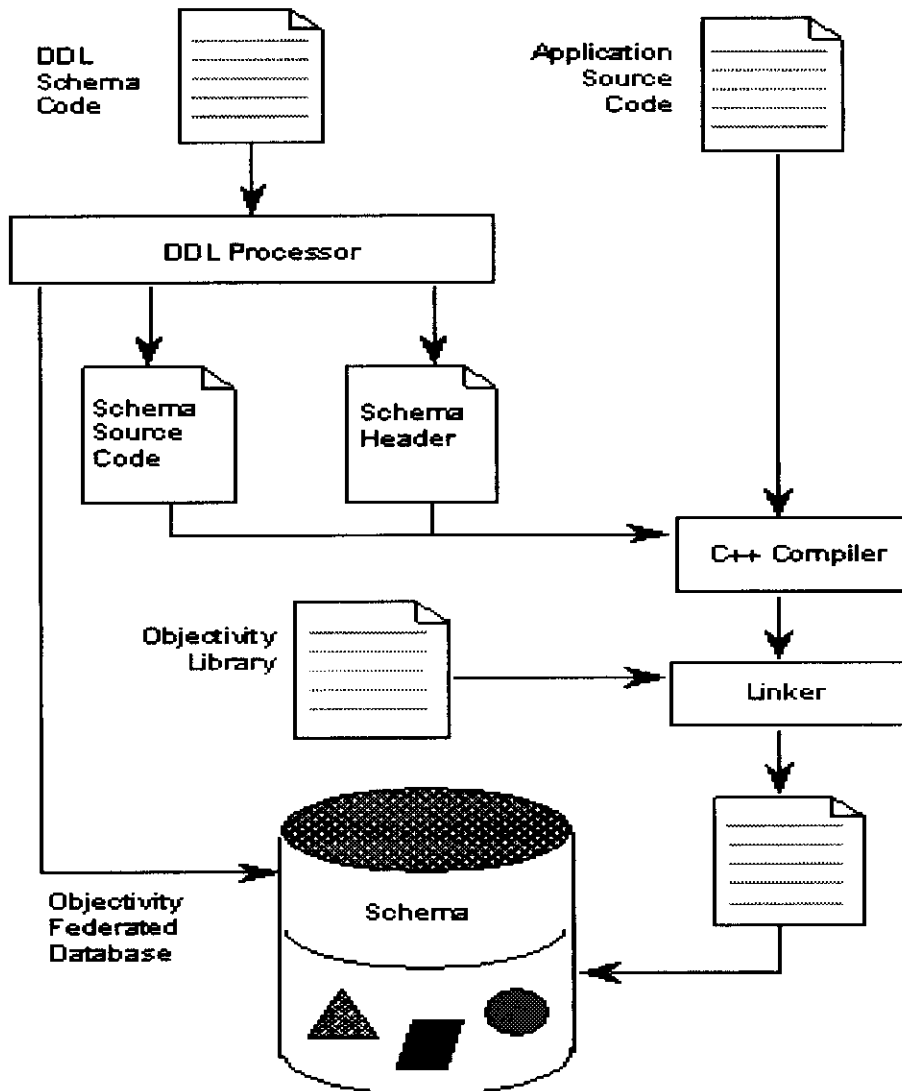 DDL
Schema
Code
Application
Source
Code
DDL Processor
Schema
Source
Code
Schema
Header
C++ Compiler
Objectivity
Library
Linker
Schema
Objectivity
Federated
Database